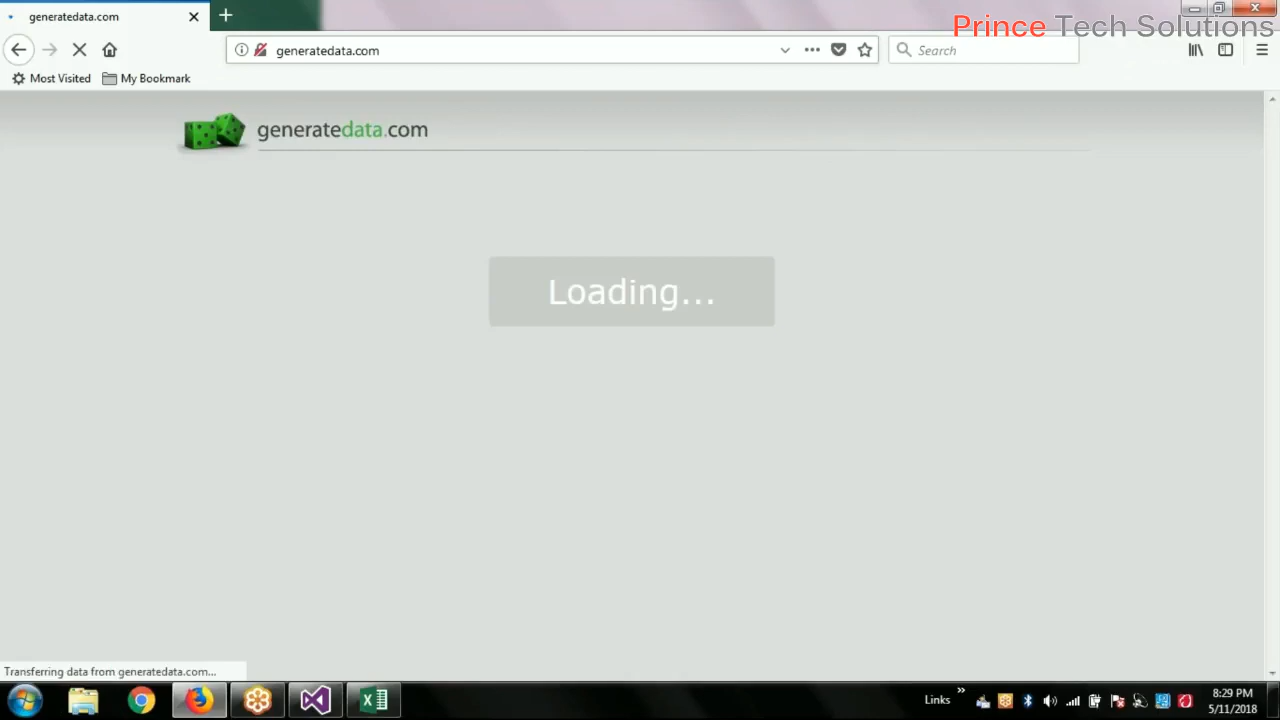 generatedata.com
Prince Tech Solutions
generatedata.com
Search
Most Visited
My Bookmark
generatedata.com
Loading...
Transferring data from generatedata.com...
Links
8:29 PM
5/11/2018